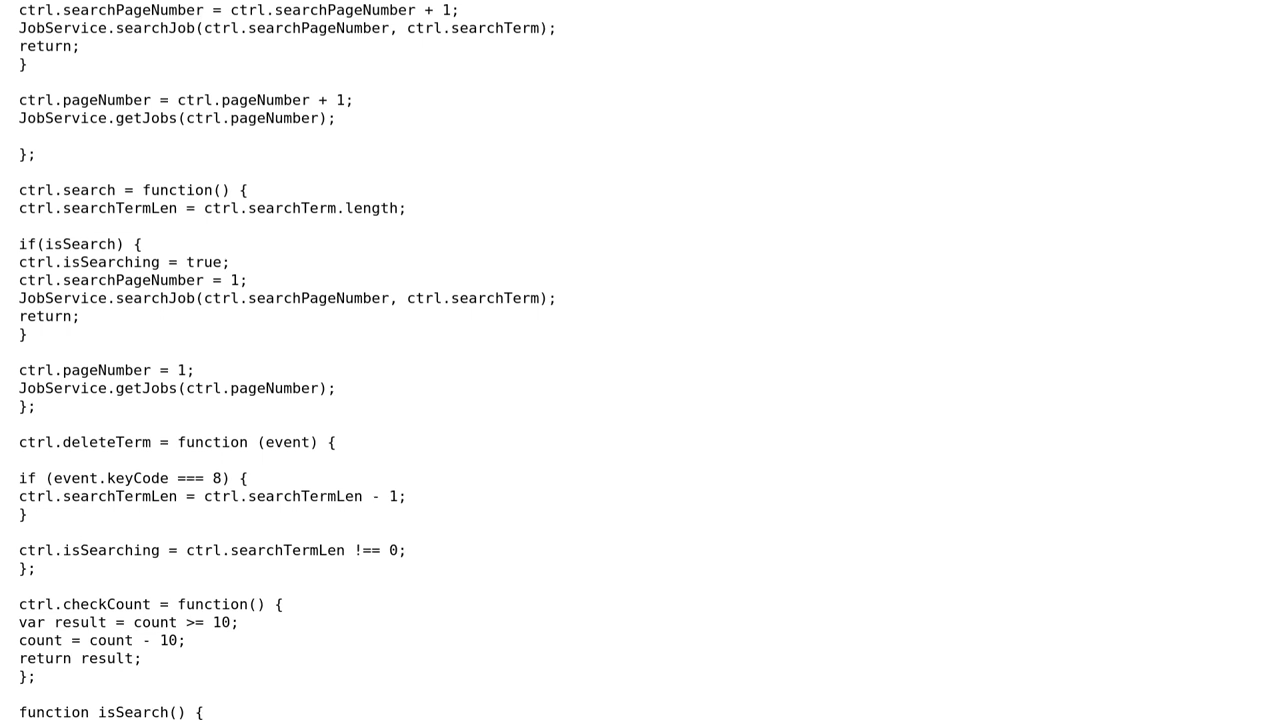 ctrl.searchPageNumber = ctrl.searchPageNumber + 1;
JobService.searchJob(ctrl.searchPageNumber, ctrl.searchTerm);
return;
}

ctrl.pageNumber = ctrl.pageNumber + 1;
JobService.getJobs(ctrl.pageNumber);

};

ctrl.search = function() {
ctrl.searchTermLen = ctrl.searchTerm.length;

if(isSearch) {
ctrl.isSearching = true;
ctrl.searchPageNumber = 1;
JobService.searchJob(ctrl.searchPageNumber, ctrl.searchTerm);
return;
}

ctrl.pageNumber = 1;
JobService.getJobs(ctrl.pageNumber);
};

ctrl.deleteTerm = function (event) {

if (event.keyCode === 8) {
ctrl.searchTermLen = ctrl.searchTermLen - 1;
}

ctrl.isSearching = ctrl.searchTermLen !== 0;
};

ctrl.checkCount = function() {
var result = count >= 10;
count = count - 10;
return result;
};

function isSearch() {